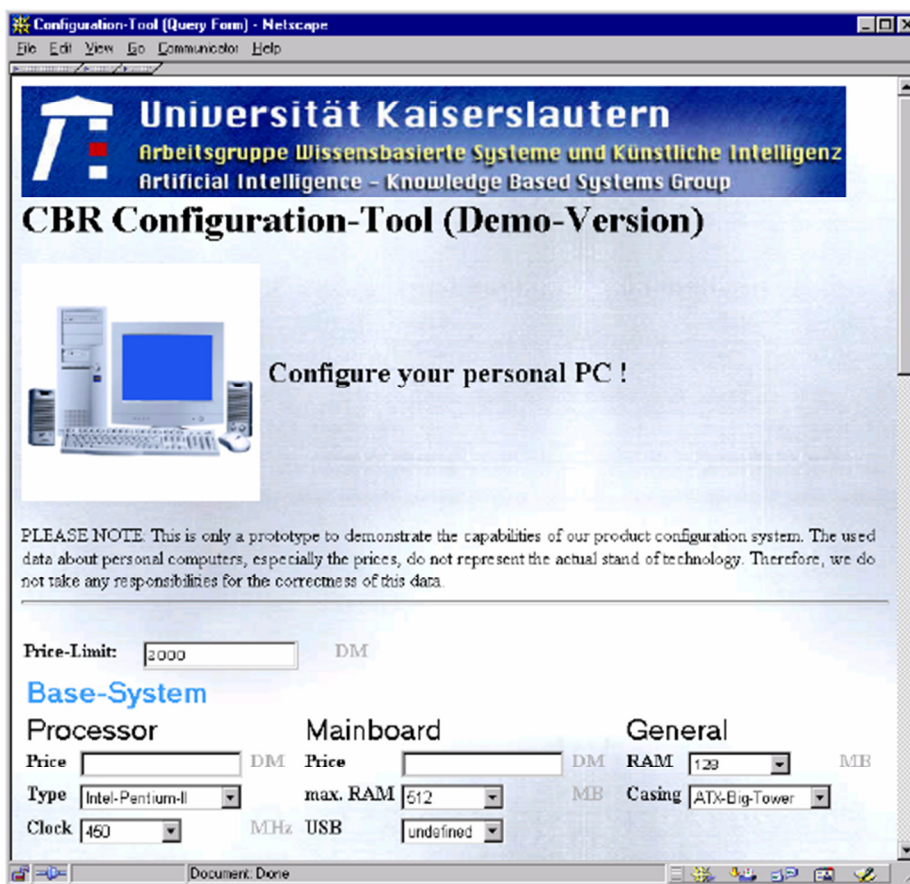 Configuration-Tool (Query Form) - Netscape
File Edit View Go Communicator Help
Universität Kaiserslautern
Arbeitsgruppe Wissensbasierte Systeme und Künstliche Intelligenz
Artificial Intelligence - Knowledge Based Systems Group
CBR Configuration-Tool (Demo-Version)
Configure your personal PC !
PLEASE NOTE: This is only a prototype to demonstrate the capabilities of our product configuration system. The used
data about personal computers, especially the prices, do not represent the actual stand of technology. Therefore, we do
not take any responsibilities for the correctness of this data.
Price-Limit: 2000 DM
Base-System
Processor Mainboard General
Price DM Price DM RAM 128 MB
Type Intel-Pentium-II max. RAM 512 MB Casing ATX-Big-Tower
Clock 450 MHz USB undefined
Document: Done